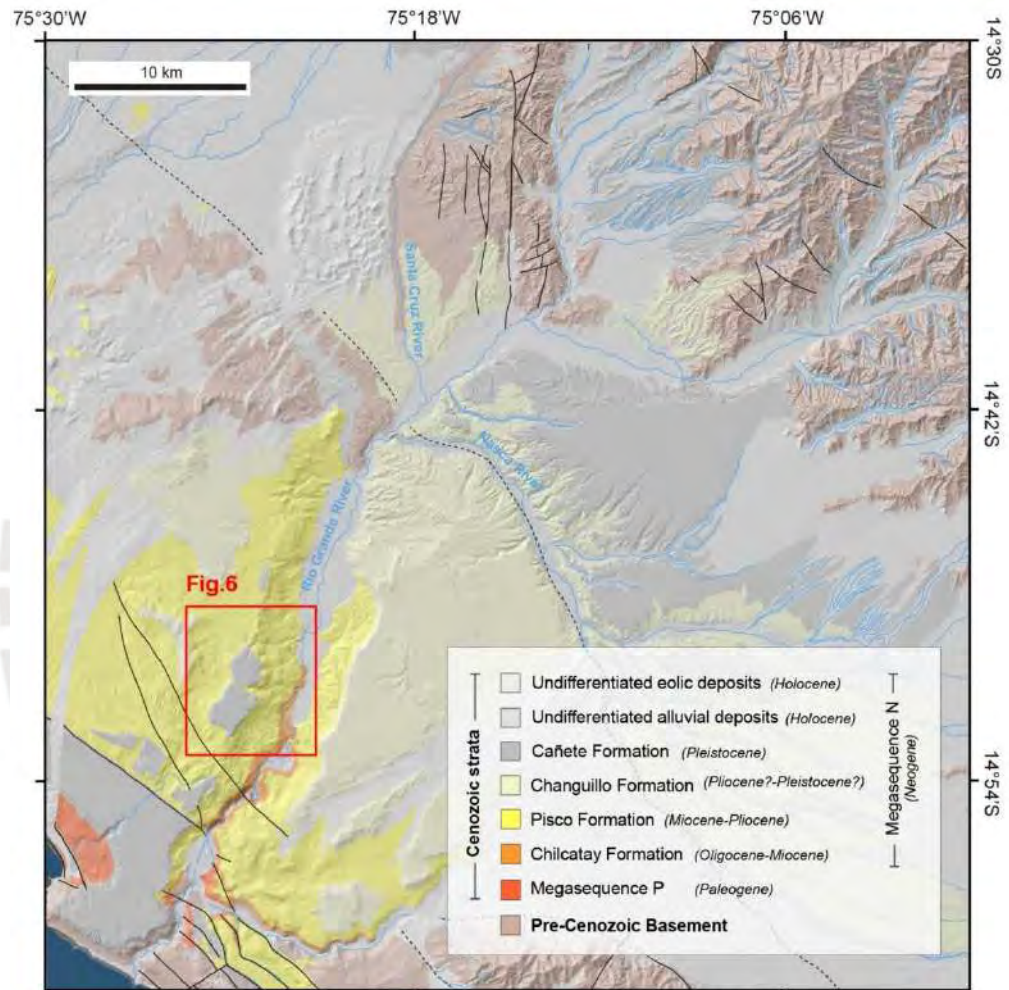 75°30'W
75°18'W
75°06'W
14°30S
10 km
Santa Cruz River
14°42'S
Nasca River
Rio Grande River
Fig.6
Undifferentiated eolic deposits (Holocene)
Undifferentiated alluvial deposits (Holocene)
Cañete Formation (Pleistocene)
Changuillo Formation (Pliocene?-Pleistocene?)
Pisco Formation (Miocene-Pliocene)
Chilcatay Formation (Oligocene-Miocene)
Megasequence P (Paleogene)
Pre-Cenozoic Basement
Cenozoic strata
Megasequence N
(Neogene)
14°54'S